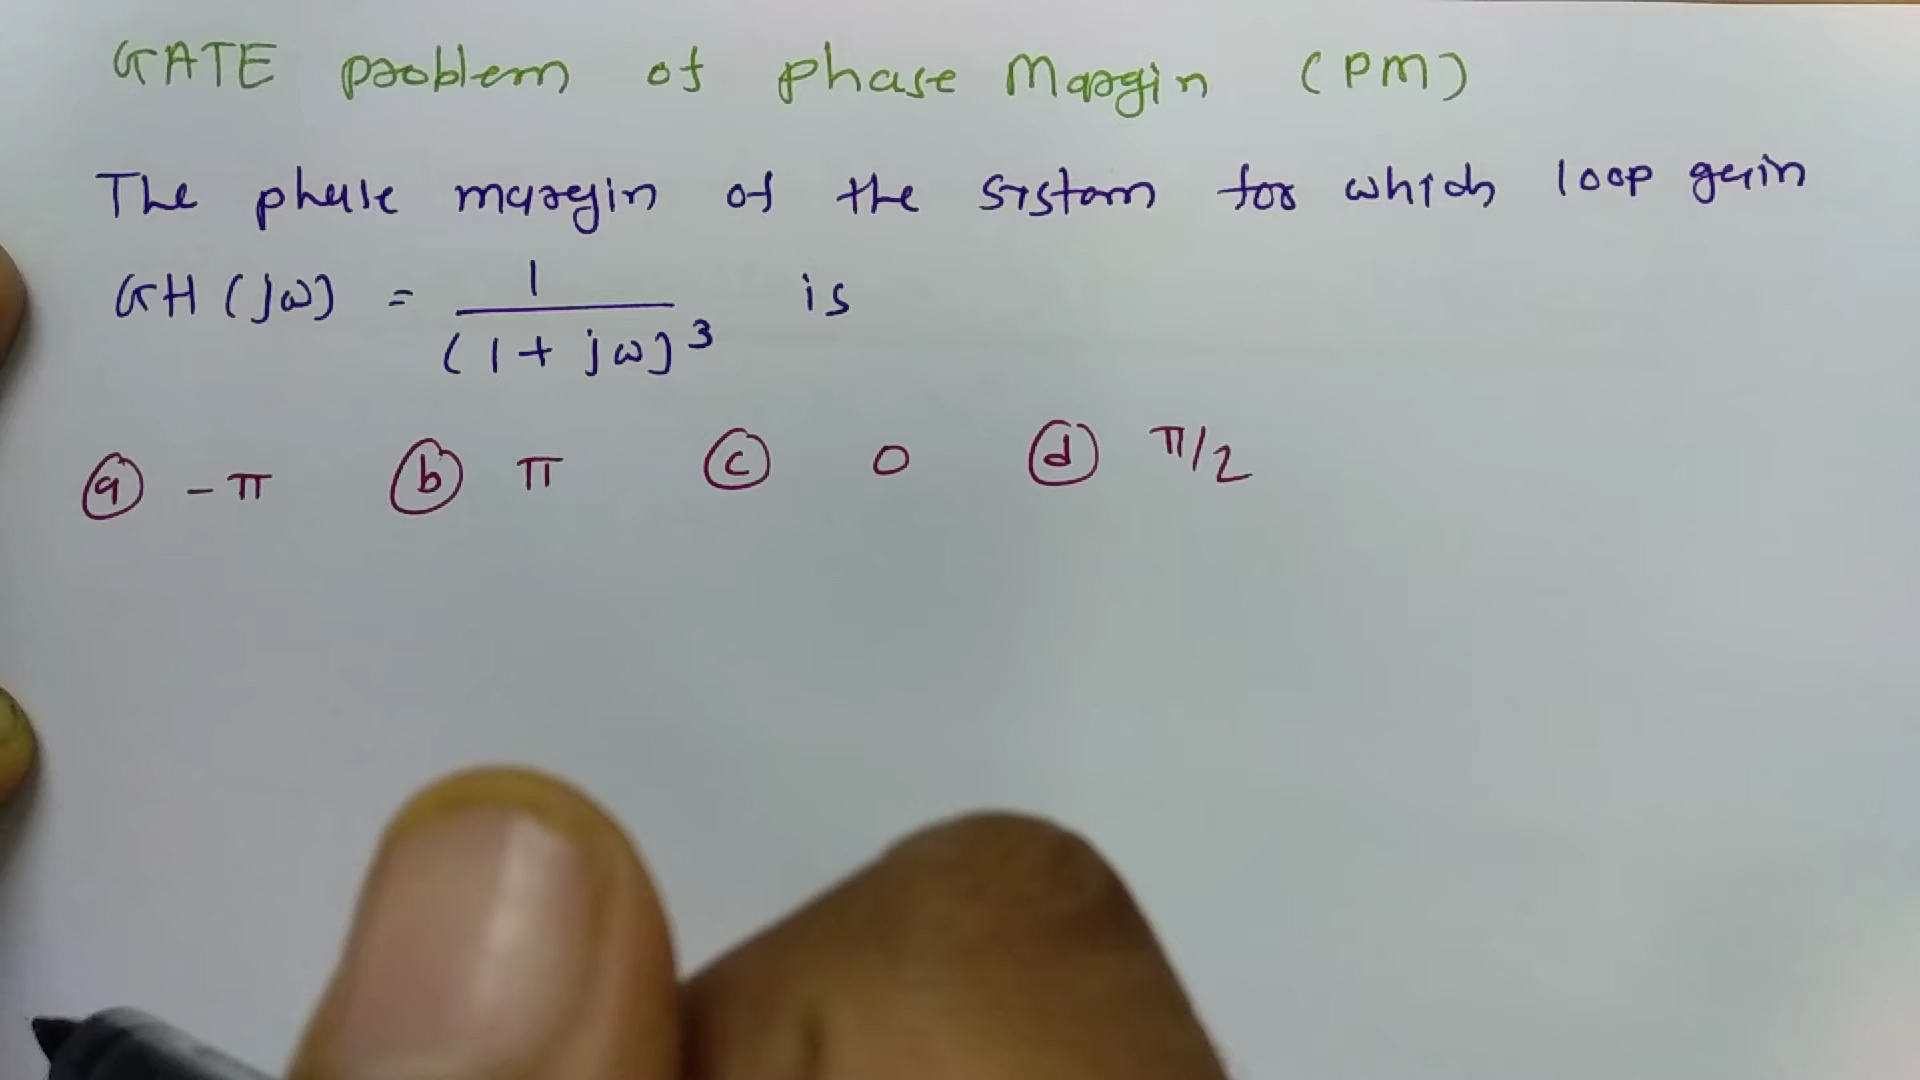 GATE problem of phase Margin (PM)
The phase margin of the system for which loop gain
GH(jω) = 1/(1+jω)³ is
ⓐ -π ⓑ π ⓒ 0 ⓓ π/2